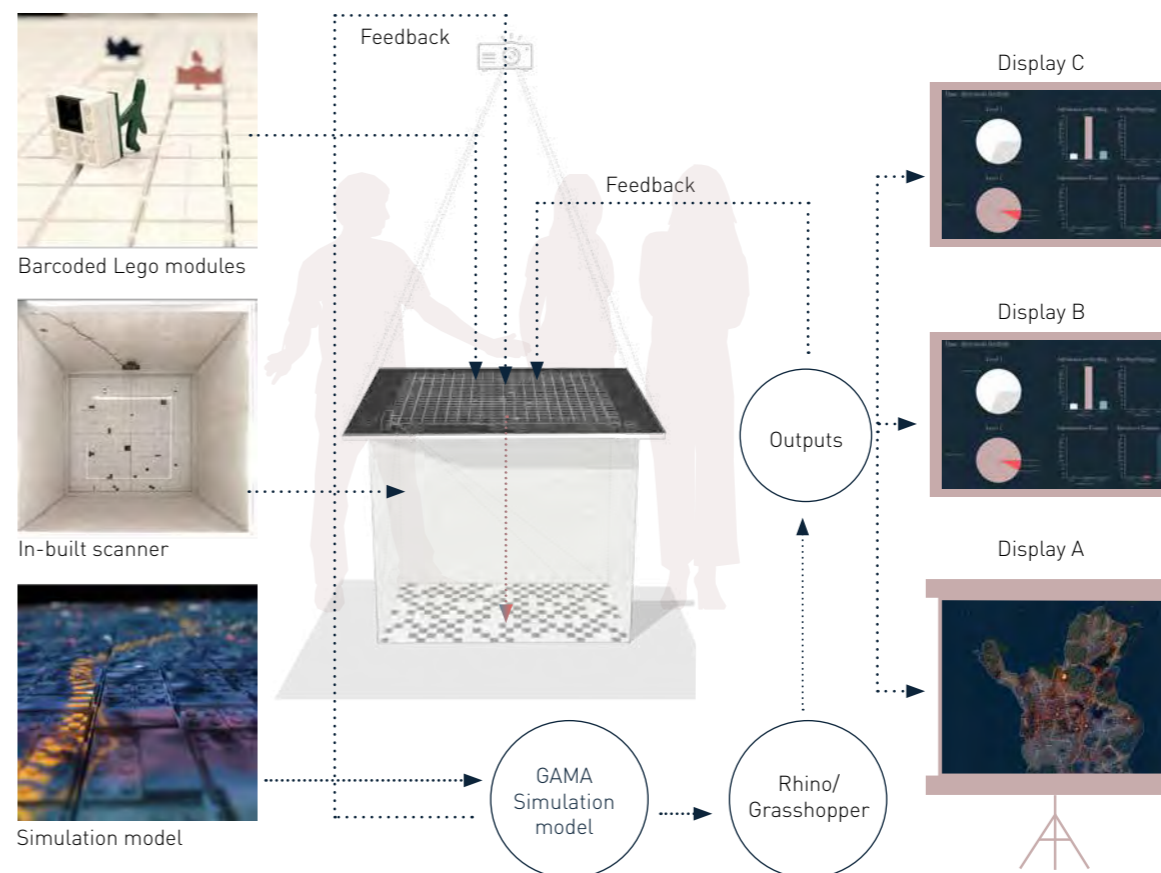 Feedback
Display C
Barcoded Lego modules
Feedback
Display B
In-built scanner
Outputs
Display A
Simulation model
GAMA
Simulation
model
Rhino/
Grasshopper